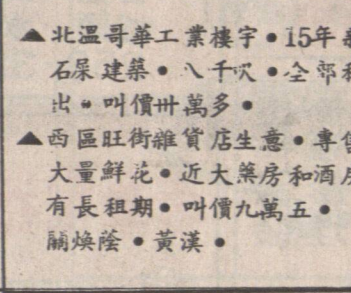 ▲北溫哥華工業樓宇•15年
石屎建築•八千呎•全部
出•叫價卅萬多•
▲西區旺街雜貨店生意•專售
大量鮮花•近大藥房和酒房
有長租期•叫價九萬五•
關煥蔭•黃漢•